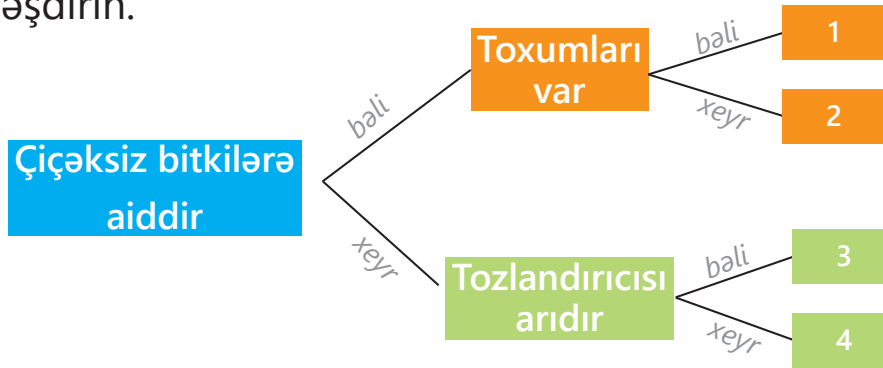 əşdirin.
Toxumları
var
bəli
1
xeyr
2
bəli
Çiçəksiz bitkilərə
aiddir
xeyr
Tozlandırıcısı
arıdır
bəli
3
xeyr
4